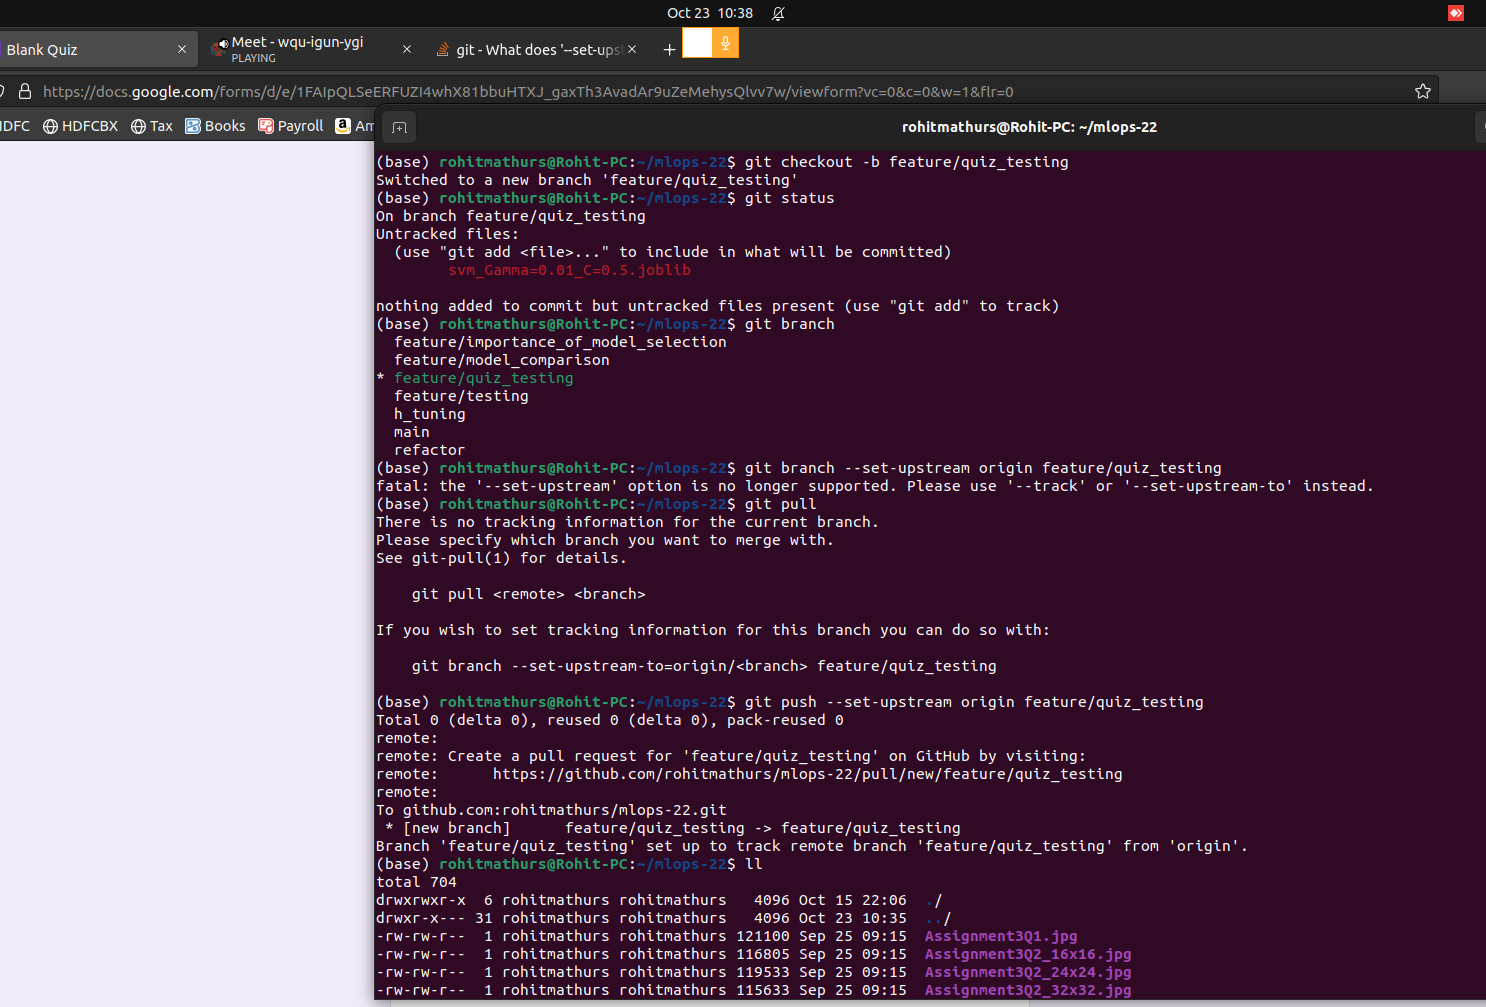 Oct 23  10:38
Blank Quiz
Meet - wqu-igun-ygi
PLAYING
git - What does '--set-upst
https://docs.google.com/forms/d/e/1FAIpQLSeERFUZI4whX81bbuHTXJ_gaxTh3AvadAr9uZeMehysQlvv7w/viewform?vc=0&c=0&w=1&flr=0
HDFCBX Tax Books Payroll Am
rohitmathurs@Rohit-PC: ~/mlops-22
(base) rohitmathurs@Rohit-PC:~/mlops-22$ git checkout -b feature/quiz_testing
Switched to a new branch 'feature/quiz_testing'
(base) rohitmathurs@Rohit-PC:~/mlops-22$ git status
On branch feature/quiz_testing
Untracked files:
  (use "git add <file>..." to include in what will be committed)
        svm_Gamma=0.01_C=0.5.joblib
nothing added to commit but untracked files present (use "git add" to track)
(base) rohitmathurs@Rohit-PC:~/mlops-22$ git branch
  feature/importance_of_model_selection
  feature/model_comparison
* feature/quiz_testing
  feature/testing
  h_tuning
  main
  refactor
(base) rohitmathurs@Rohit-PC:~/mlops-22$ git branch --set-upstream origin feature/quiz_testing
fatal: the '--set-upstream' option is no longer supported. Please use '--track' or '--set-upstream-to' instead.
(base) rohitmathurs@Rohit-PC:~/mlops-22$ git pull
There is no tracking information for the current branch.
Please specify which branch you want to merge with.
See git-pull(1) for details.
    git pull <remote> <branch>
If you wish to set tracking information for this branch you can do so with:
    git branch --set-upstream-to=origin/<branch> feature/quiz_testing
(base) rohitmathurs@Rohit-PC:~/mlops-22$ git push --set-upstream origin feature/quiz_testing
Total 0 (delta 0), reused 0 (delta 0), pack-reused 0
remote:
remote: Create a pull request for 'feature/quiz_testing' on GitHub by visiting:
remote:      https://github.com/rohitmathurs/mlops-22/pull/new/feature/quiz_testing
remote:
To github.com:rohitmathurs/mlops-22.git
 * [new branch]      feature/quiz_testing -> feature/quiz_testing
Branch 'feature/quiz_testing' set up to track remote branch 'feature/quiz_testing' from 'origin'.
(base) rohitmathurs@Rohit-PC:~/mlops-22$ ll
total 704
drwxrwxr-x  6 rohitmathurs rohitmathurs   4096 Oct 15 22:06  ./
drwxr-x--- 31 rohitmathurs rohitmathurs   4096 Oct 23 10:35  ../
-rw-rw-r--  1 rohitmathurs rohitmathurs 121100 Sep 25 09:15  Assignment3Q1.jpg
-rw-rw-r--  1 rohitmathurs rohitmathurs 116805 Sep 25 09:15  Assignment3Q2_16x16.jpg
-rw-rw-r--  1 rohitmathurs rohitmathurs 119533 Sep 25 09:15  Assignment3Q2_24x24.jpg
-rw-rw-r--  1 rohitmathurs rohitmathurs 115633 Sep 25 09:15  Assignment3Q2_32x32.jpg